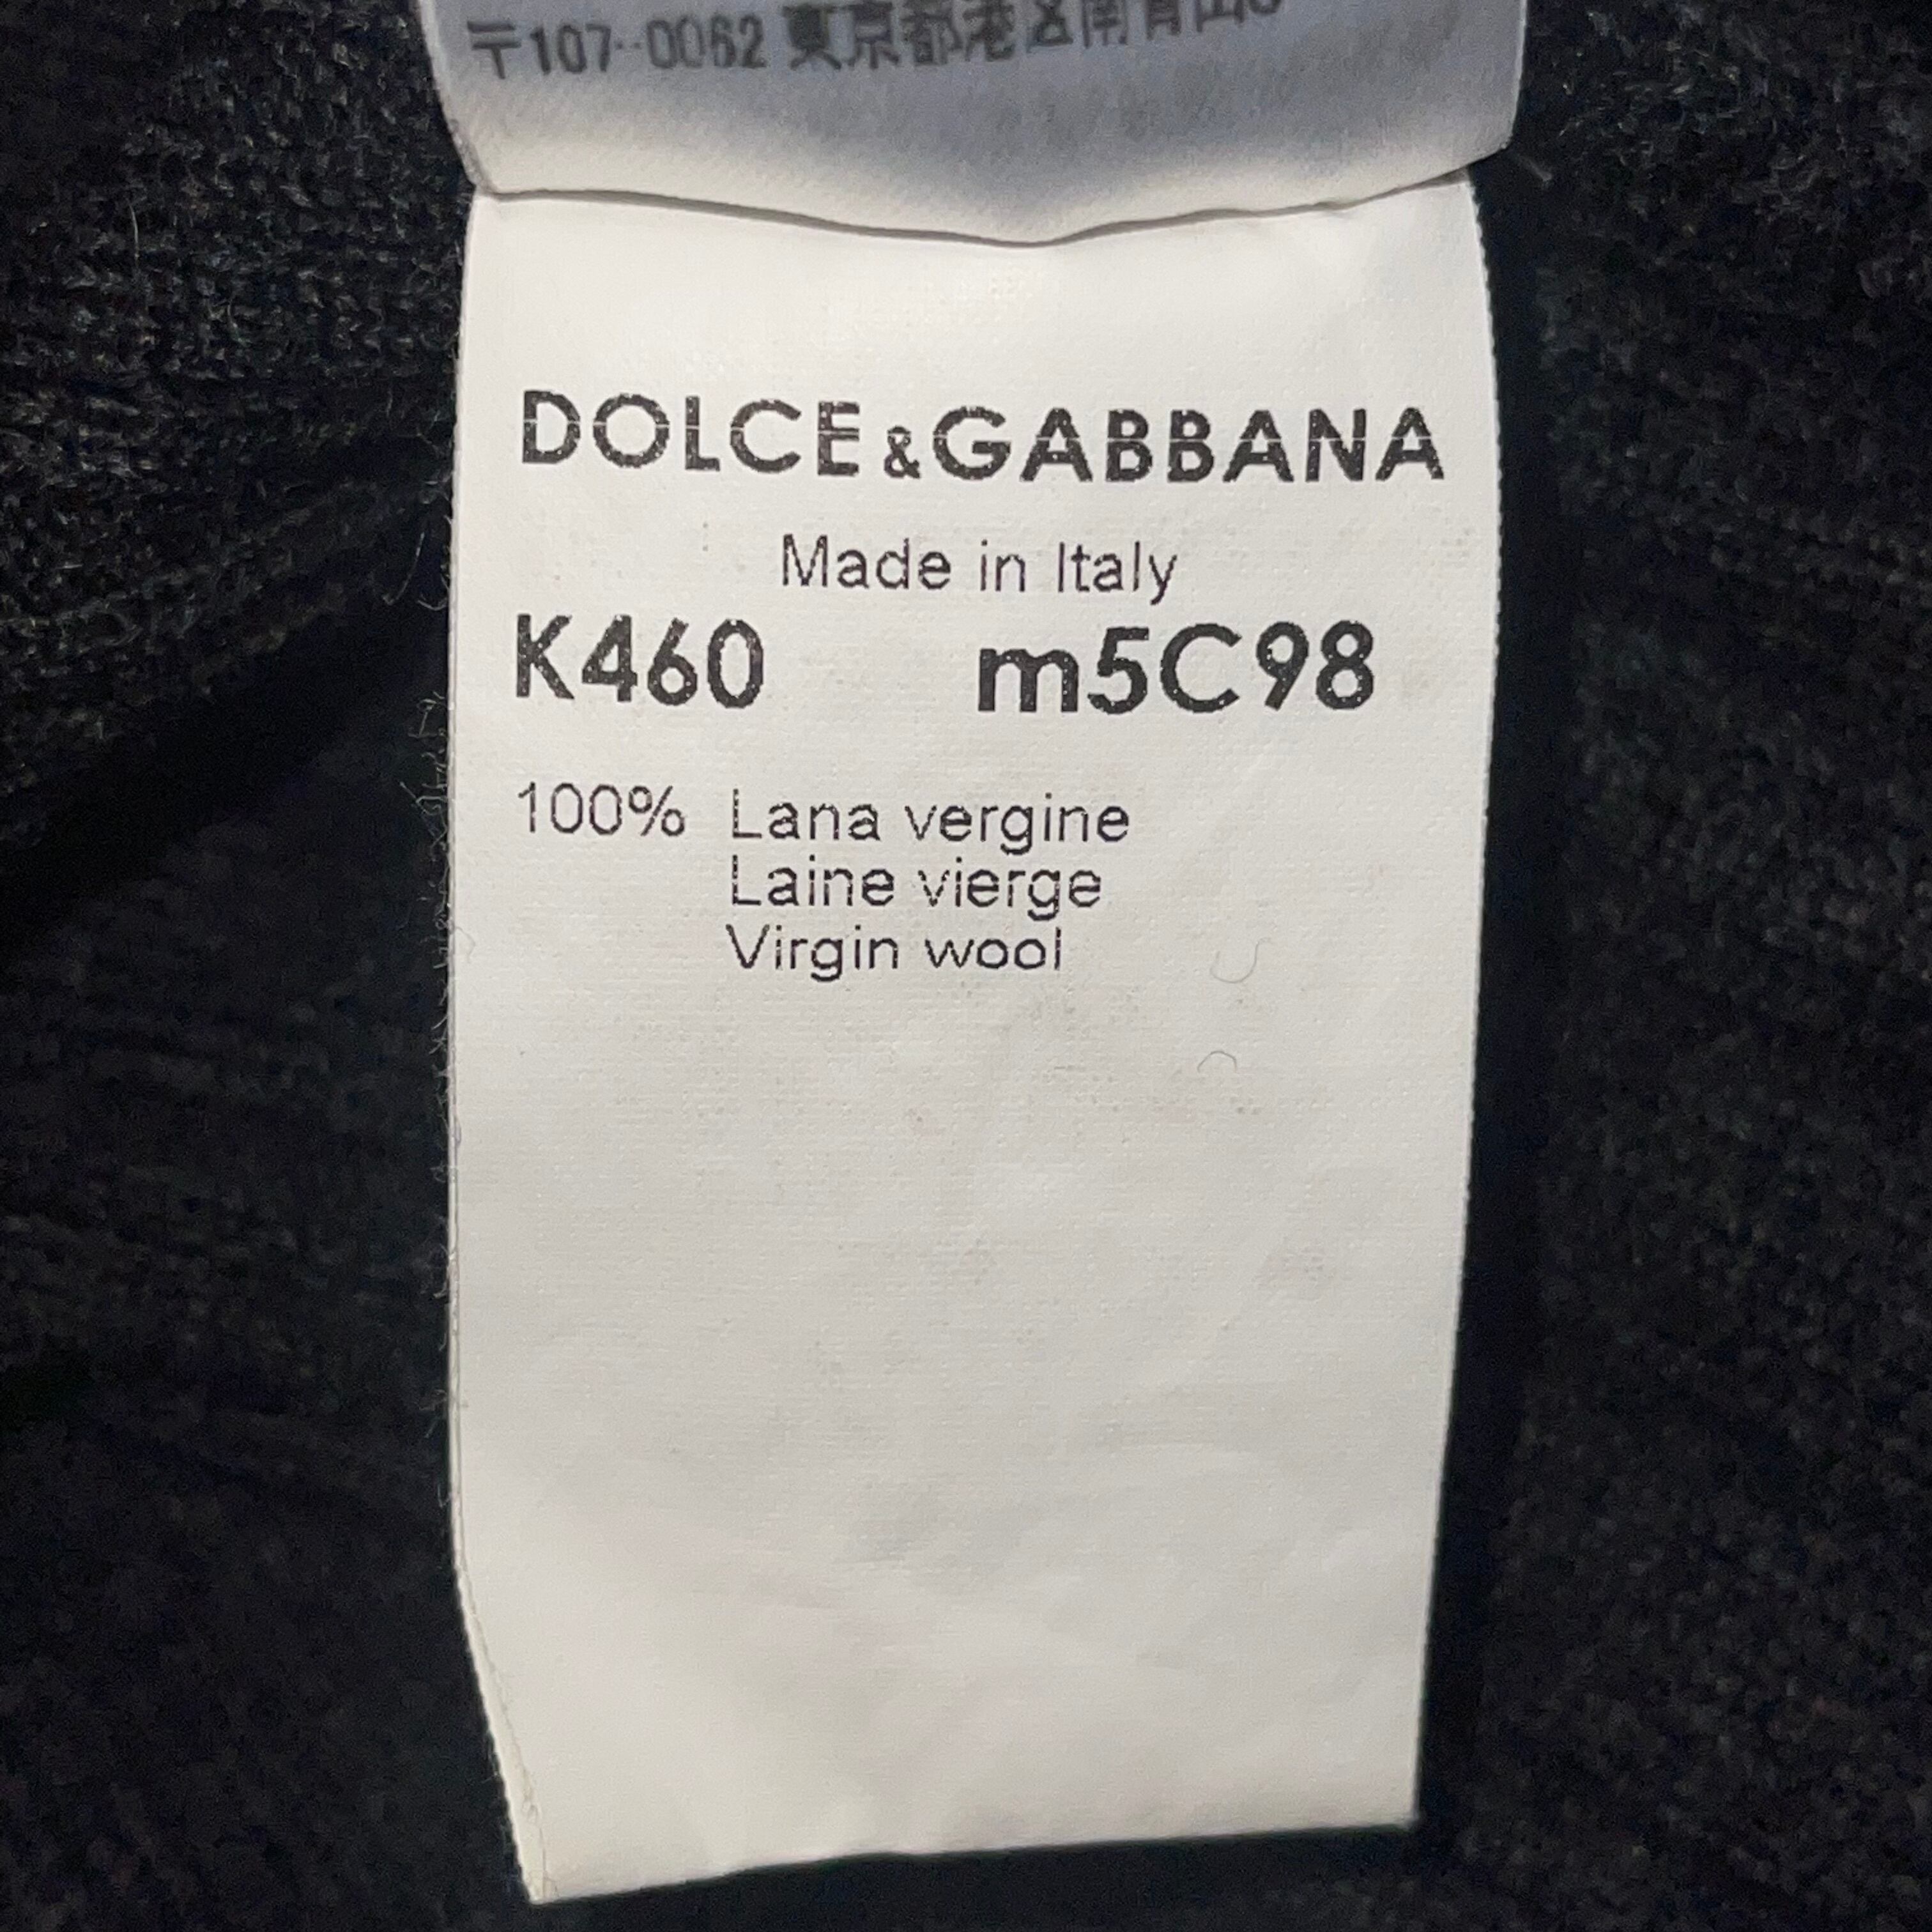 〒107-0062 東京都港区南青山
DOLCE&GABBANA
Made in Italy
K460 m5C98
100% Lana vergine
Laine vierge
Virgin wool